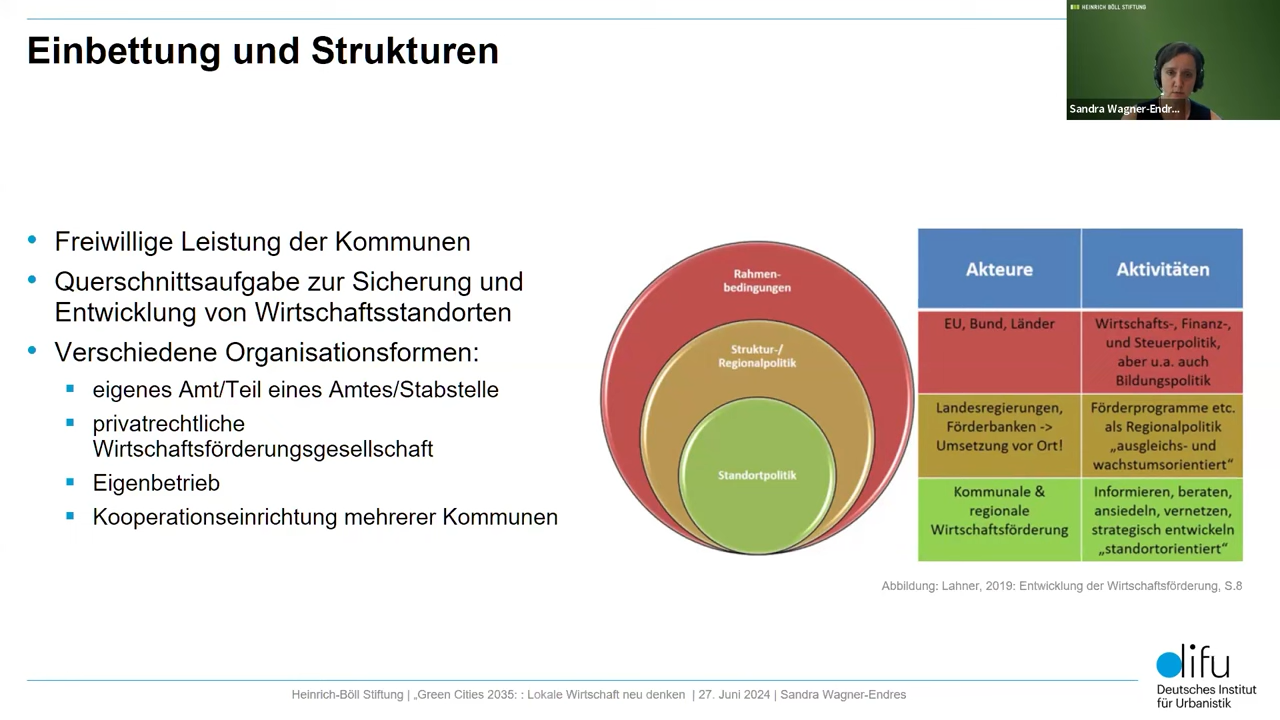 Einbettung und Strukturen
HEINRICH BÖLL STIFTUNG
Sandra Wagner-Endr...
Freiwillige Leistung der Kommunen
Querschnittsaufgabe zur Sicherung und
Entwicklung von Wirtschaftsstandorten
Verschiedene Organisationsformen:
eigenes Amt/Teil eines Amtes/Stabstelle
privatrechtliche
Wirtschaftsförderungsgesellschaft
Eigenbetrieb
Kooperationseinrichtung mehrerer Kommunen
Rahmen-
bedingungen
Struktur-/
Regionalpolitik
Standortpolitik
Akteure
Aktivitäten
EU, Bund, Länder
Wirtschafts-, Finanz-,
und Steuerpolitik,
aber u.a. auch
Bildungspolitik
Landesregierungen,
Förderbanken ->
Umsetzung vor Ort!
Förderprogramme etc.
als Regionalpolitik
„ausgleichs- und
wachstumsorientiert“
Kommunale &
regionale
Wirtschaftsförderung
Informieren, beraten,
ansiedeln, vernetzen,
strategisch entwickeln
„standortorientiert“
Abbildung: Lahner, 2019: Entwicklung der Wirtschaftsförderung, S.8
Heinrich-Böll Stiftung | „Green Cities 2035: : Lokale Wirtschaft neu denken | 27. Juni 2024 | Sandra Wagner-Endres
difu
Deutsches Institut
für Urbanistik